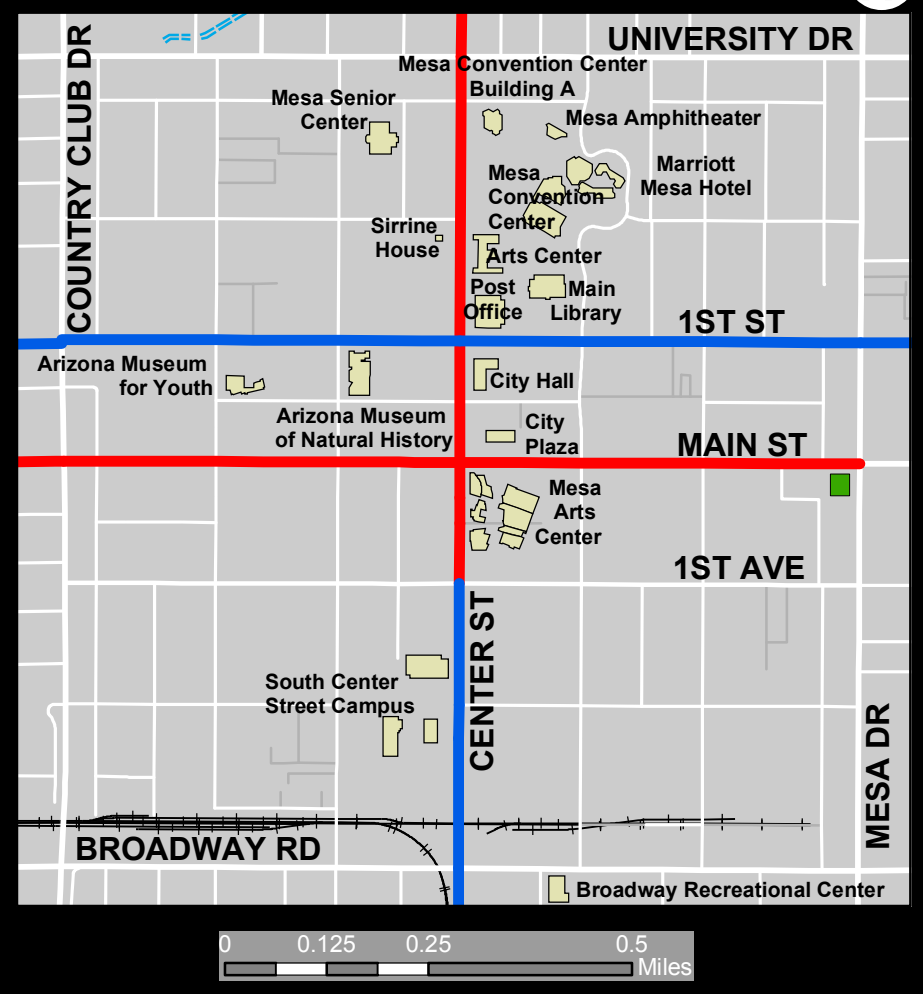 UNIVERSITY DR
COUNTRY CLUB DR
Mesa Convention Center
Building A
Mesa Senior
Center
Mesa Amphitheater
Marriott
Mesa Hotel
Mesa
Convention
Center
Sirrine
House
Arts Center
Post
Office
Main
Library
1ST ST
Arizona Museum
for Youth
City Hall
Arizona Museum
of Natural History
City
Plaza
MAIN ST
Mesa
Arts
Center
1ST AVE
CENTER ST
South Center
Street Campus
MESA DR
BROADWAY RD
Broadway Recreational Center
0 0.125 0.25 0.5
Miles